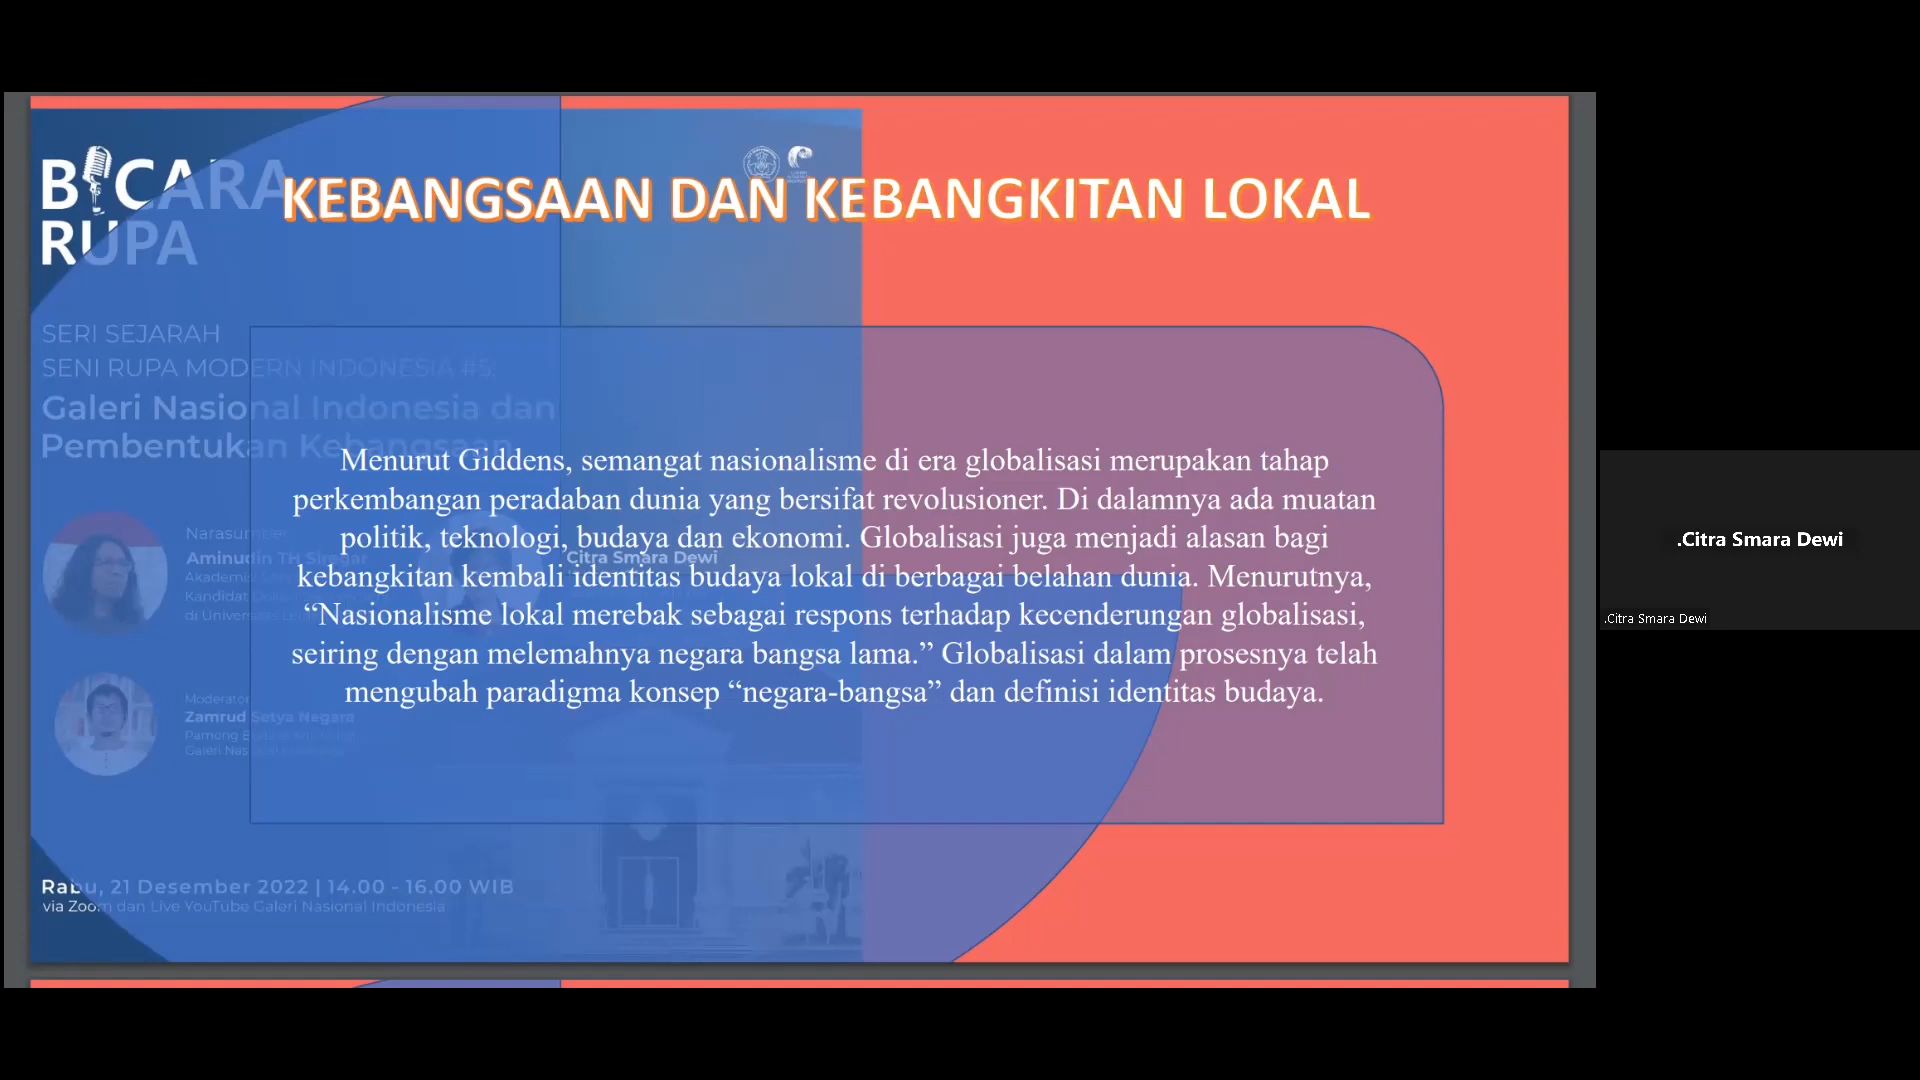 BICARA
RUPA
KEBANGSAAN DAN KEBANGKITAN LOKAL
SERI SEJARAH
SENI RUPA MODERN INDONESIA #5:
Galeri Nasional Indonesia dan
Pembentukan Kebangsaan
Menurut Giddens, semangat nasionalisme di era globalisasi merupakan tahap
perkembangan peradaban dunia yang bersifat revolusioner. Di dalamnya ada muatan
politik, teknologi, budaya dan ekonomi. Globalisasi juga menjadi alasan bagi
kebangkitan kembali identitas budaya lokal di berbagai belahan dunia. Menurutnya,
“Nasionalisme lokal merebak sebagai respons terhadap kecenderungan globalisasi,
seiring dengan melemahnya negara bangsa lama.” Globalisasi dalam prosesnya telah
mengubah paradigma konsep “negara-bangsa” dan definisi identitas budaya.
Narasumber
Aminudin TH Siregar
Citra Smara Dewi
Moderator
Zamrud Setya Negara
Rabu, 21 Desember 2022 | 14.00 - 16.00 WIB
via Zoom dan Live YouTube Galeri Nasional Indonesia
.Citra Smara Dewi
.Citra Smara Dewi